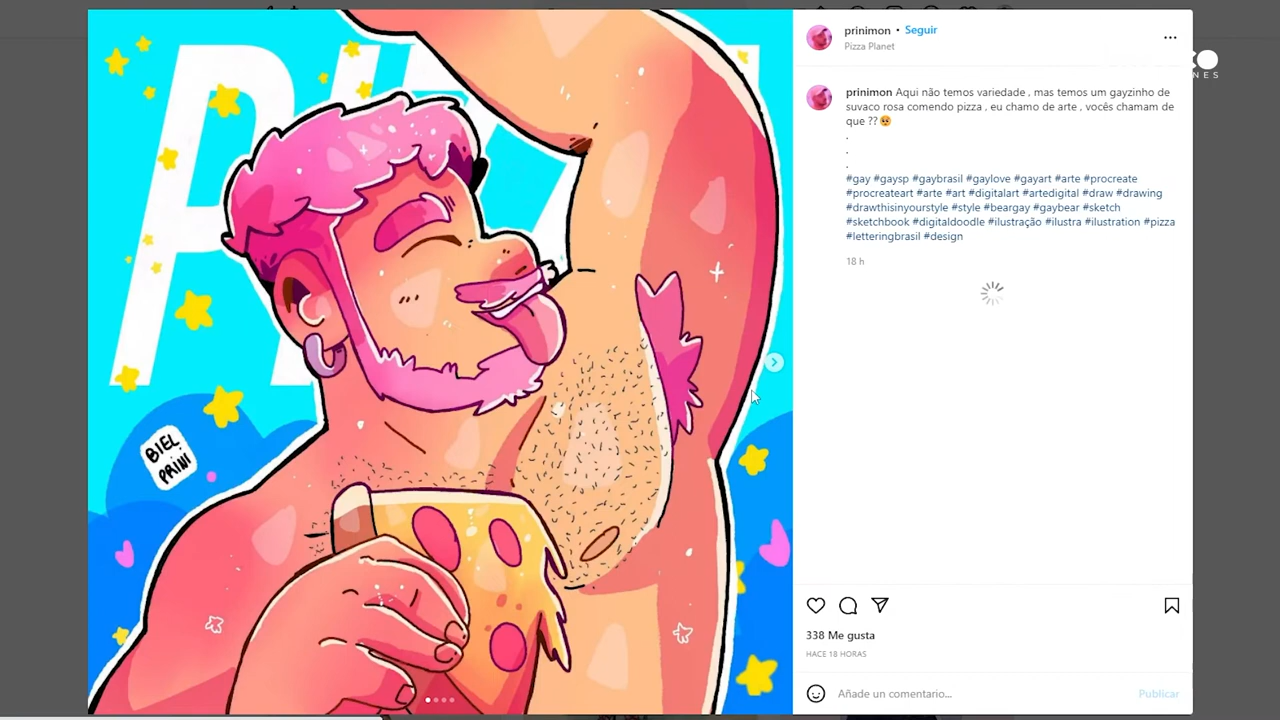 prinimon • Seguir
Pizza Planet
prinimon Aqui não temos variedade , mas temos um gayzinho de
suvaco rosa comendo pizza , eu chamo de arte , vocês chamam de
que ??
.
.
.
#gay #gaysp #gaybrasil #gaylove #gayart #arte #procreate
#procreateart #arte #art #digitalart #artedigital #draw #drawing
#drawthisinyourstyle #style #beargay #gaybear #sketch
#sketchbook #digitaldoodle #ilustração #ilustra #ilustration #pizza
#letteringbrasil #design
18 h
BIEL
PRINI
338 Me gusta
HACE 18 HORAS
Añade un comentario...
Publicar